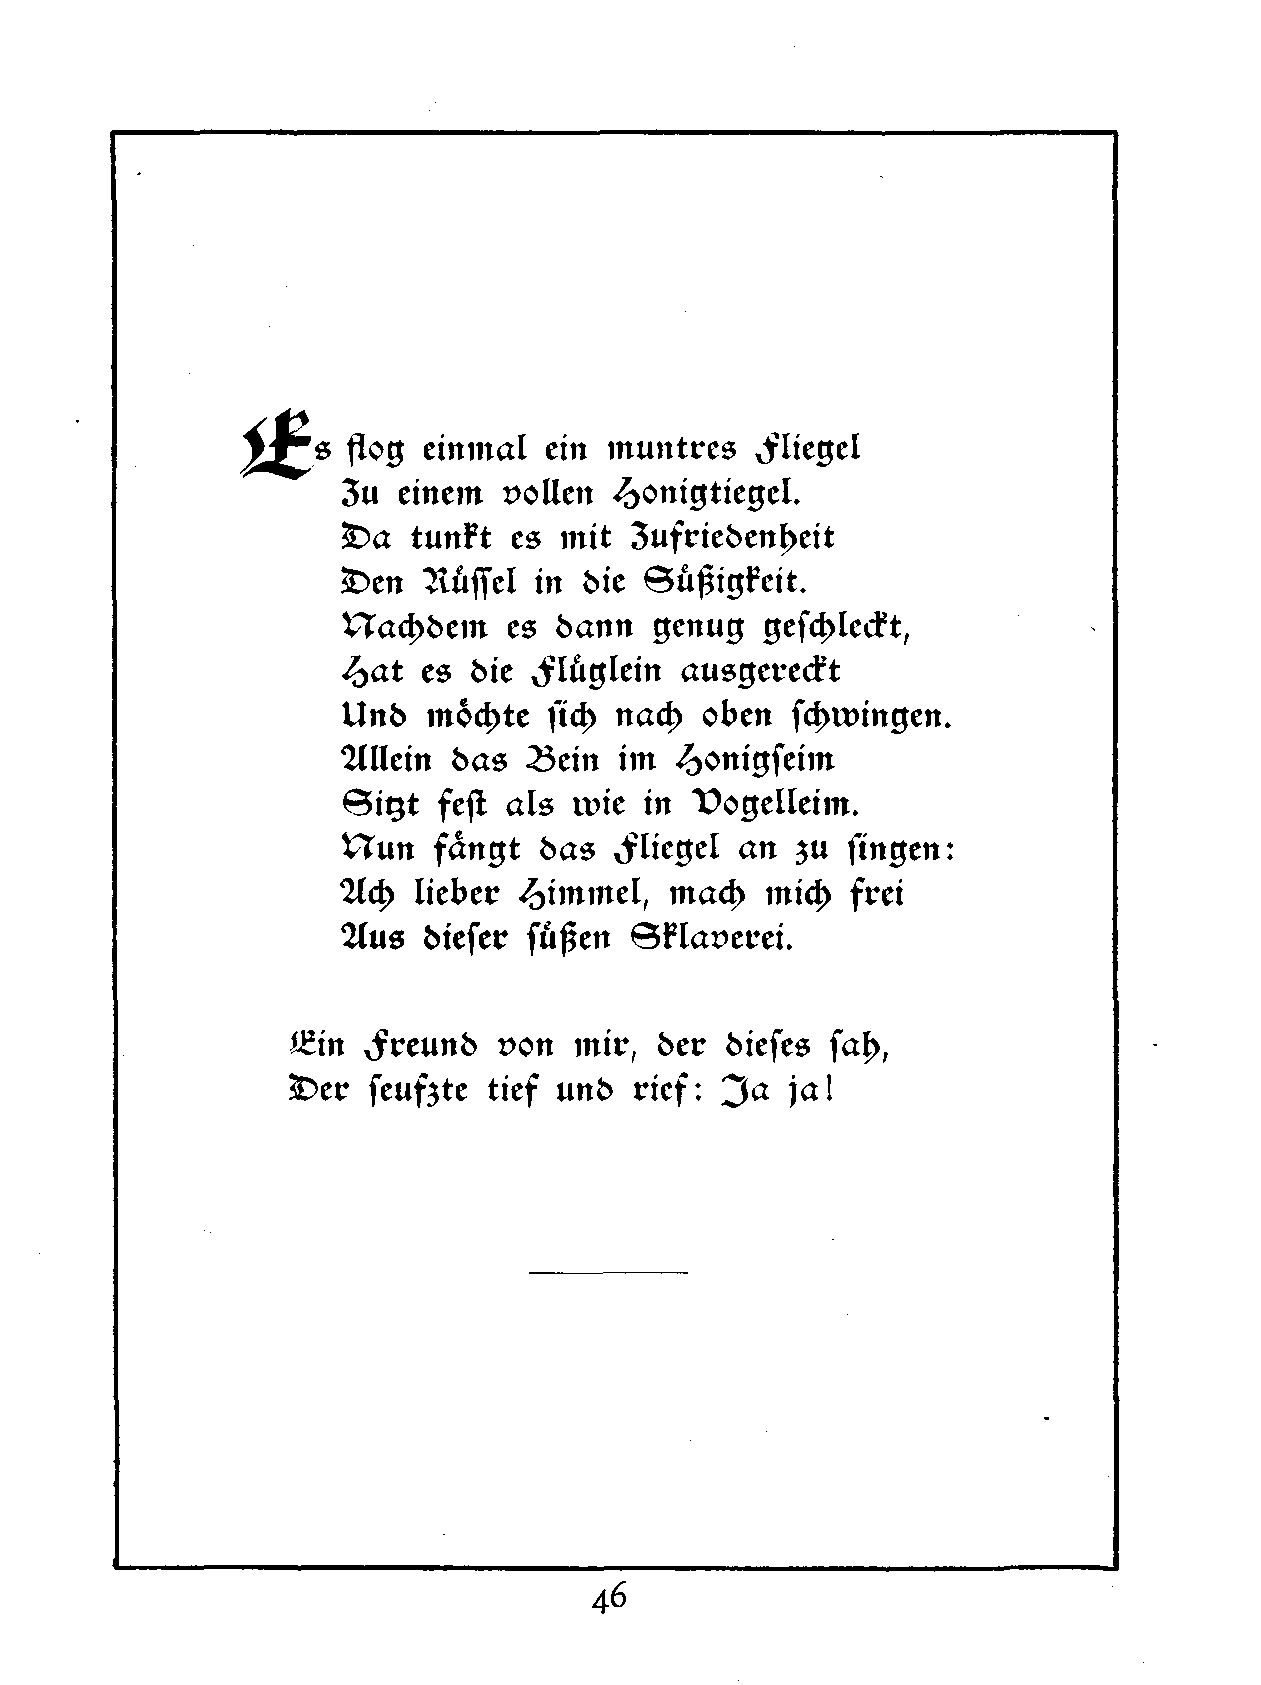 Es flog einmal ein muntres Fliegel
Zu einem vollen Honigtiegel.
Da tunkt es mit Zufriedenheit
Den Rüſſel in die Süßigkeit.
Nachdem es dann genug geſchleckt,
Hat es die Flüglein ausgereckt
Und möchte ſich nach oben ſchwingen.
Allein das Bein im Honigſeim
Sitzt feſt als wie in Vogelleim.
Nun fängt das Fliegel an zu ſingen:
Ach lieber Himmel, mach mich frei
Aus dieſer ſüßen Sklaverei.
Ein Freund von mir, der dieſes ſah,
Der ſeufzte tief und rief: Ja ja!
46